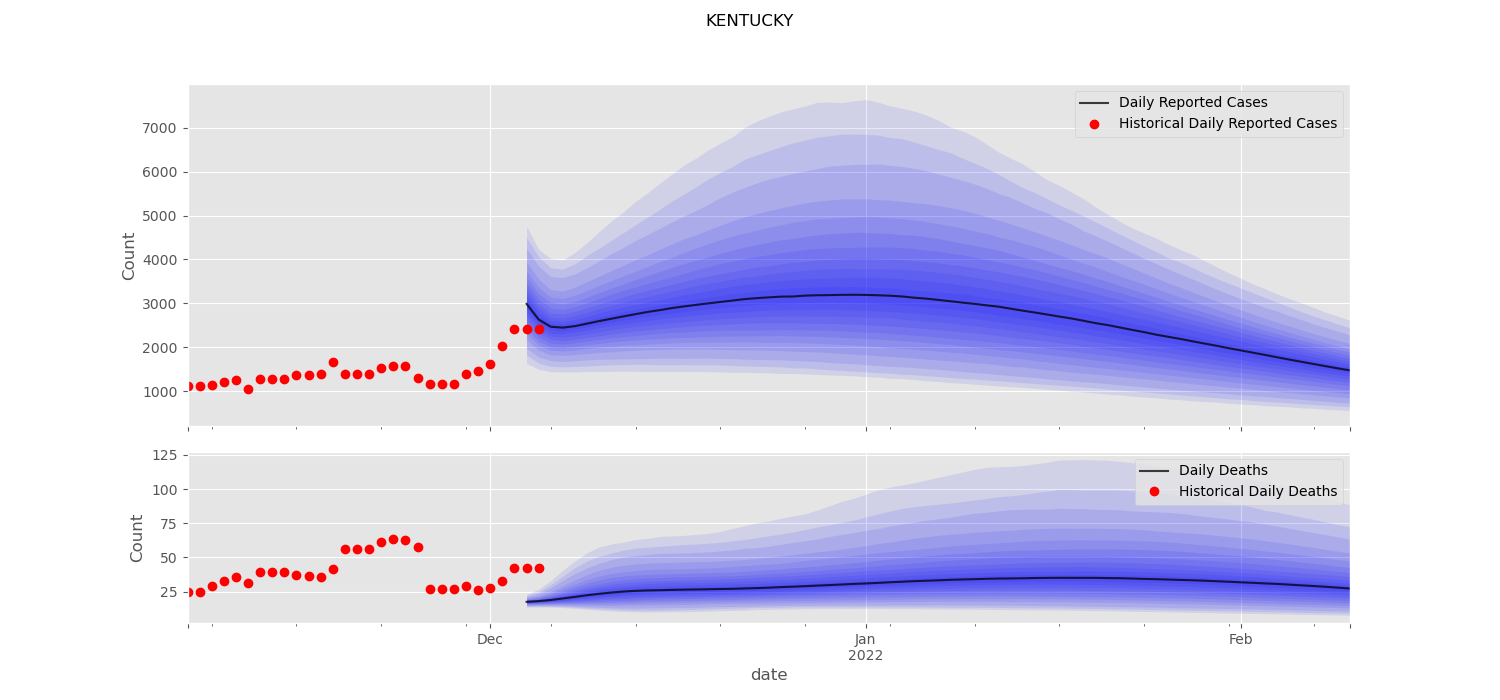 KENTUCKY
Count
7000
6000
5000
4000
3000
2000
1000
Daily Reported Cases
Historical Daily Reported Cases
Count
125
100
75
50
25
Daily Deaths
Historical Daily Deaths
Dec
Jan
2022
Feb
date